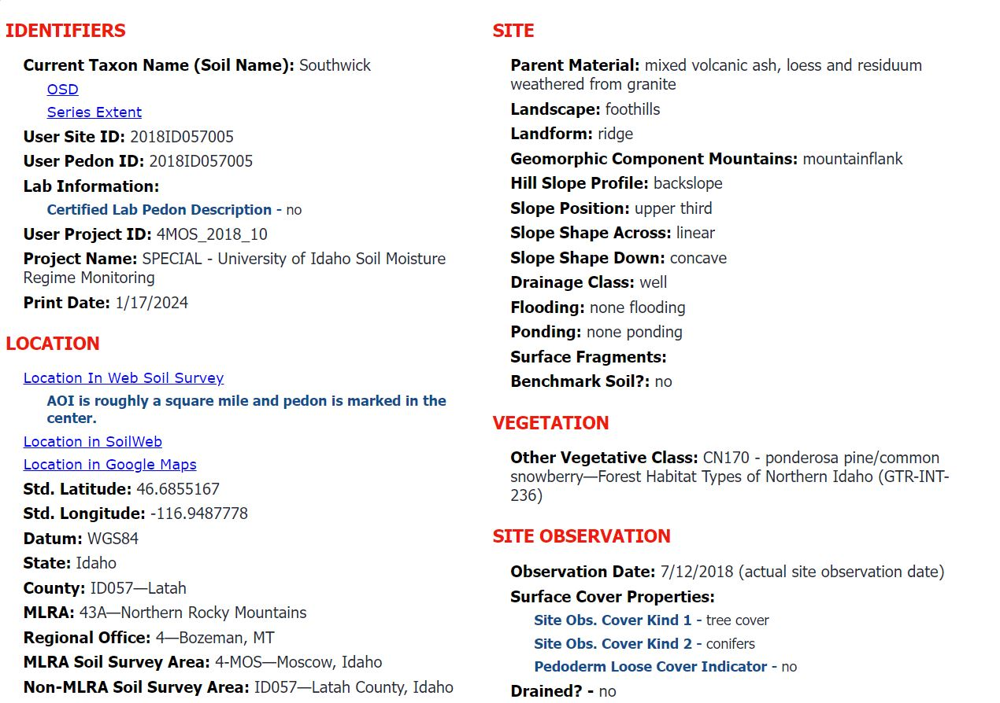 IDENTIFIERS
Current Taxon Name (Soil Name): Southwick
OSD
Series Extent
User Site ID: 2018ID057005
User Pedon ID: 2018ID057005
Lab Information:
Certified Lab Pedon Description - no
User Project ID: 4MOS_2018_10
Project Name: SPECIAL - University of Idaho Soil Moisture
Regime Monitoring
Print Date: 1/17/2024
LOCATION
Location In Web Soil Survey
AOI is roughly a square mile and pedon is marked in the
center.
Location in SoilWeb
Location in Google Maps
Std. Latitude: 46.6855167
Std. Longitude: -116.9487778
Datum: WGS84
State: Idaho
County: ID057—Latah
MLRA: 43A—Northern Rocky Mountains
Regional Office: 4—Bozeman, MT
MLRA Soil Survey Area: 4-MOS—Moscow, Idaho
Non-MLRA Soil Survey Area: ID057—Latah County, Idaho
SITE
Parent Material: mixed volcanic ash, loess and residuum
weathered from granite
Landscape: foothills
Landform: ridge
Geomorphic Component Mountains: mountainflank
Hill Slope Profile: backslope
Slope Position: upper third
Slope Shape Across: linear
Slope Shape Down: concave
Drainage Class: well
Flooding: none flooding
Ponding: none ponding
Surface Fragments:
Benchmark Soil?: no
VEGETATION
Other Vegetative Class: CN170 - ponderosa pine/common
snowberry—Forest Habitat Types of Northern Idaho (GTR-INT-
236)
SITE OBSERVATION
Observation Date: 7/12/2018 (actual site observation date)
Surface Cover Properties:
Site Obs. Cover Kind 1 - tree cover
Site Obs. Cover Kind 2 - conifers
Pedoderm Loose Cover Indicator - no
Drained? - no